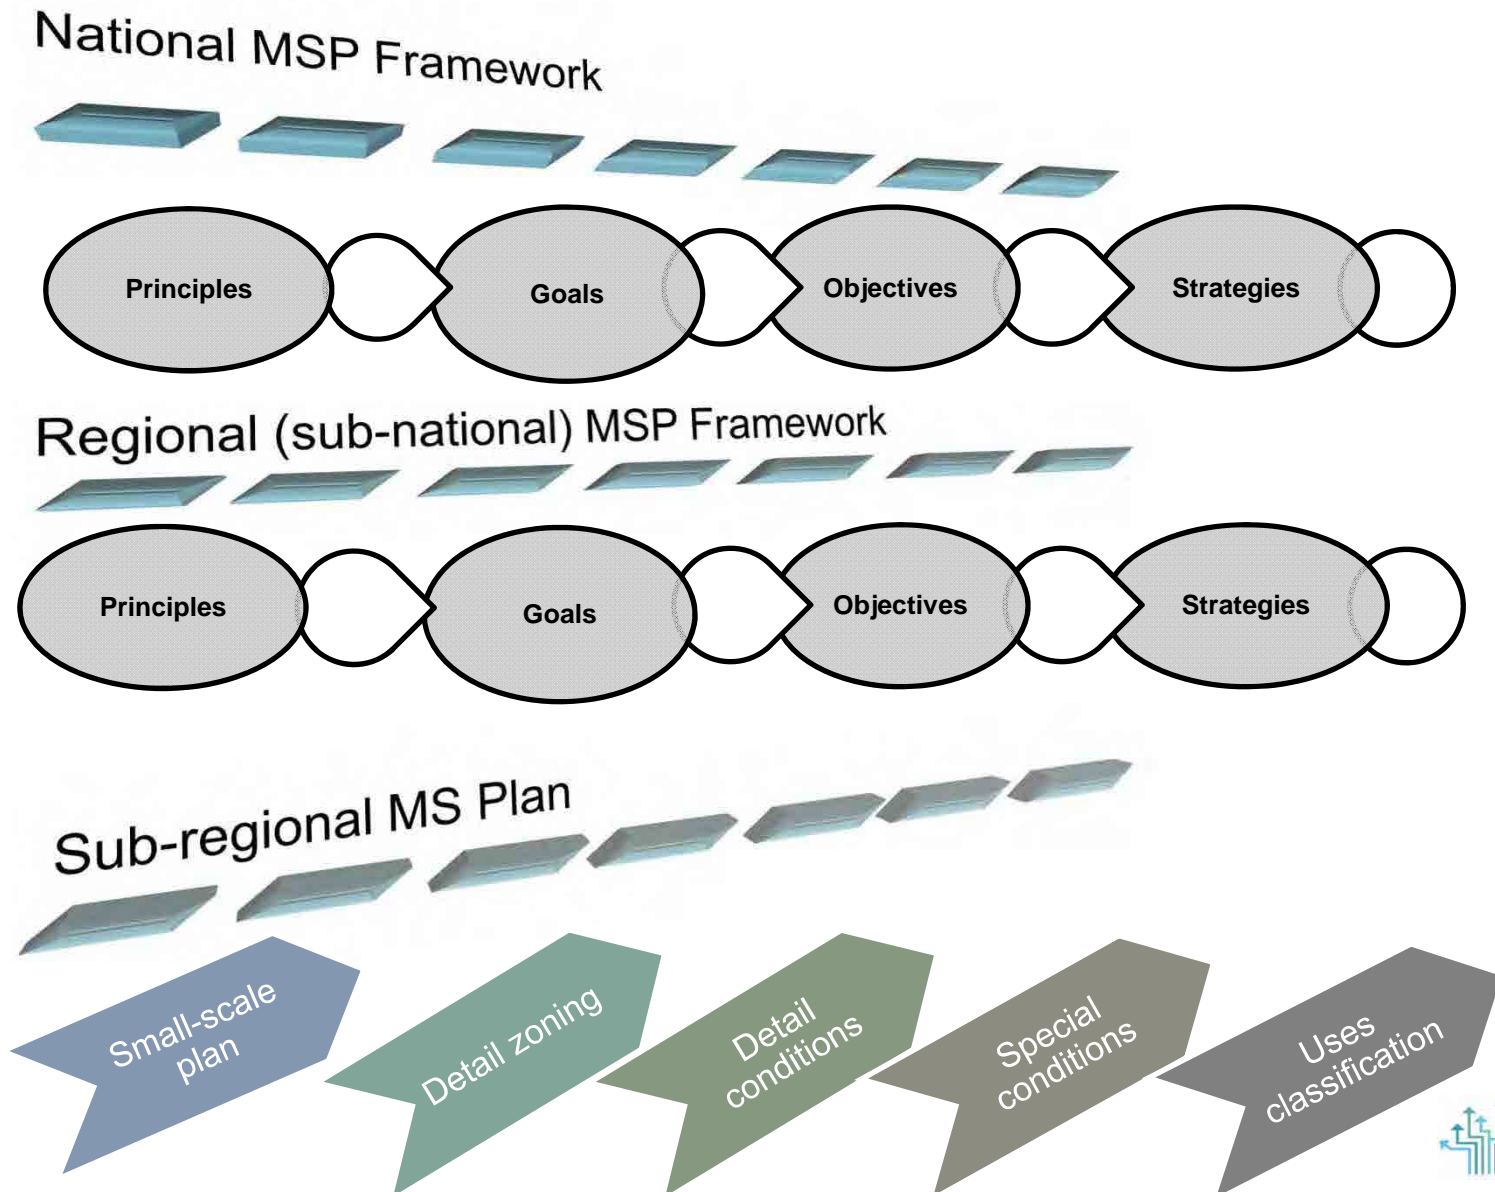 National MSP Framework
Principles
Goals
Objectives
Strategies
Regional (sub-national) MSP Framework
Principles
Goals
Objectives
Strategies
Sub-regional MS Plan
Small-scale
plan
Detail zoning
Detail
conditions
Special
conditions
Uses
classification